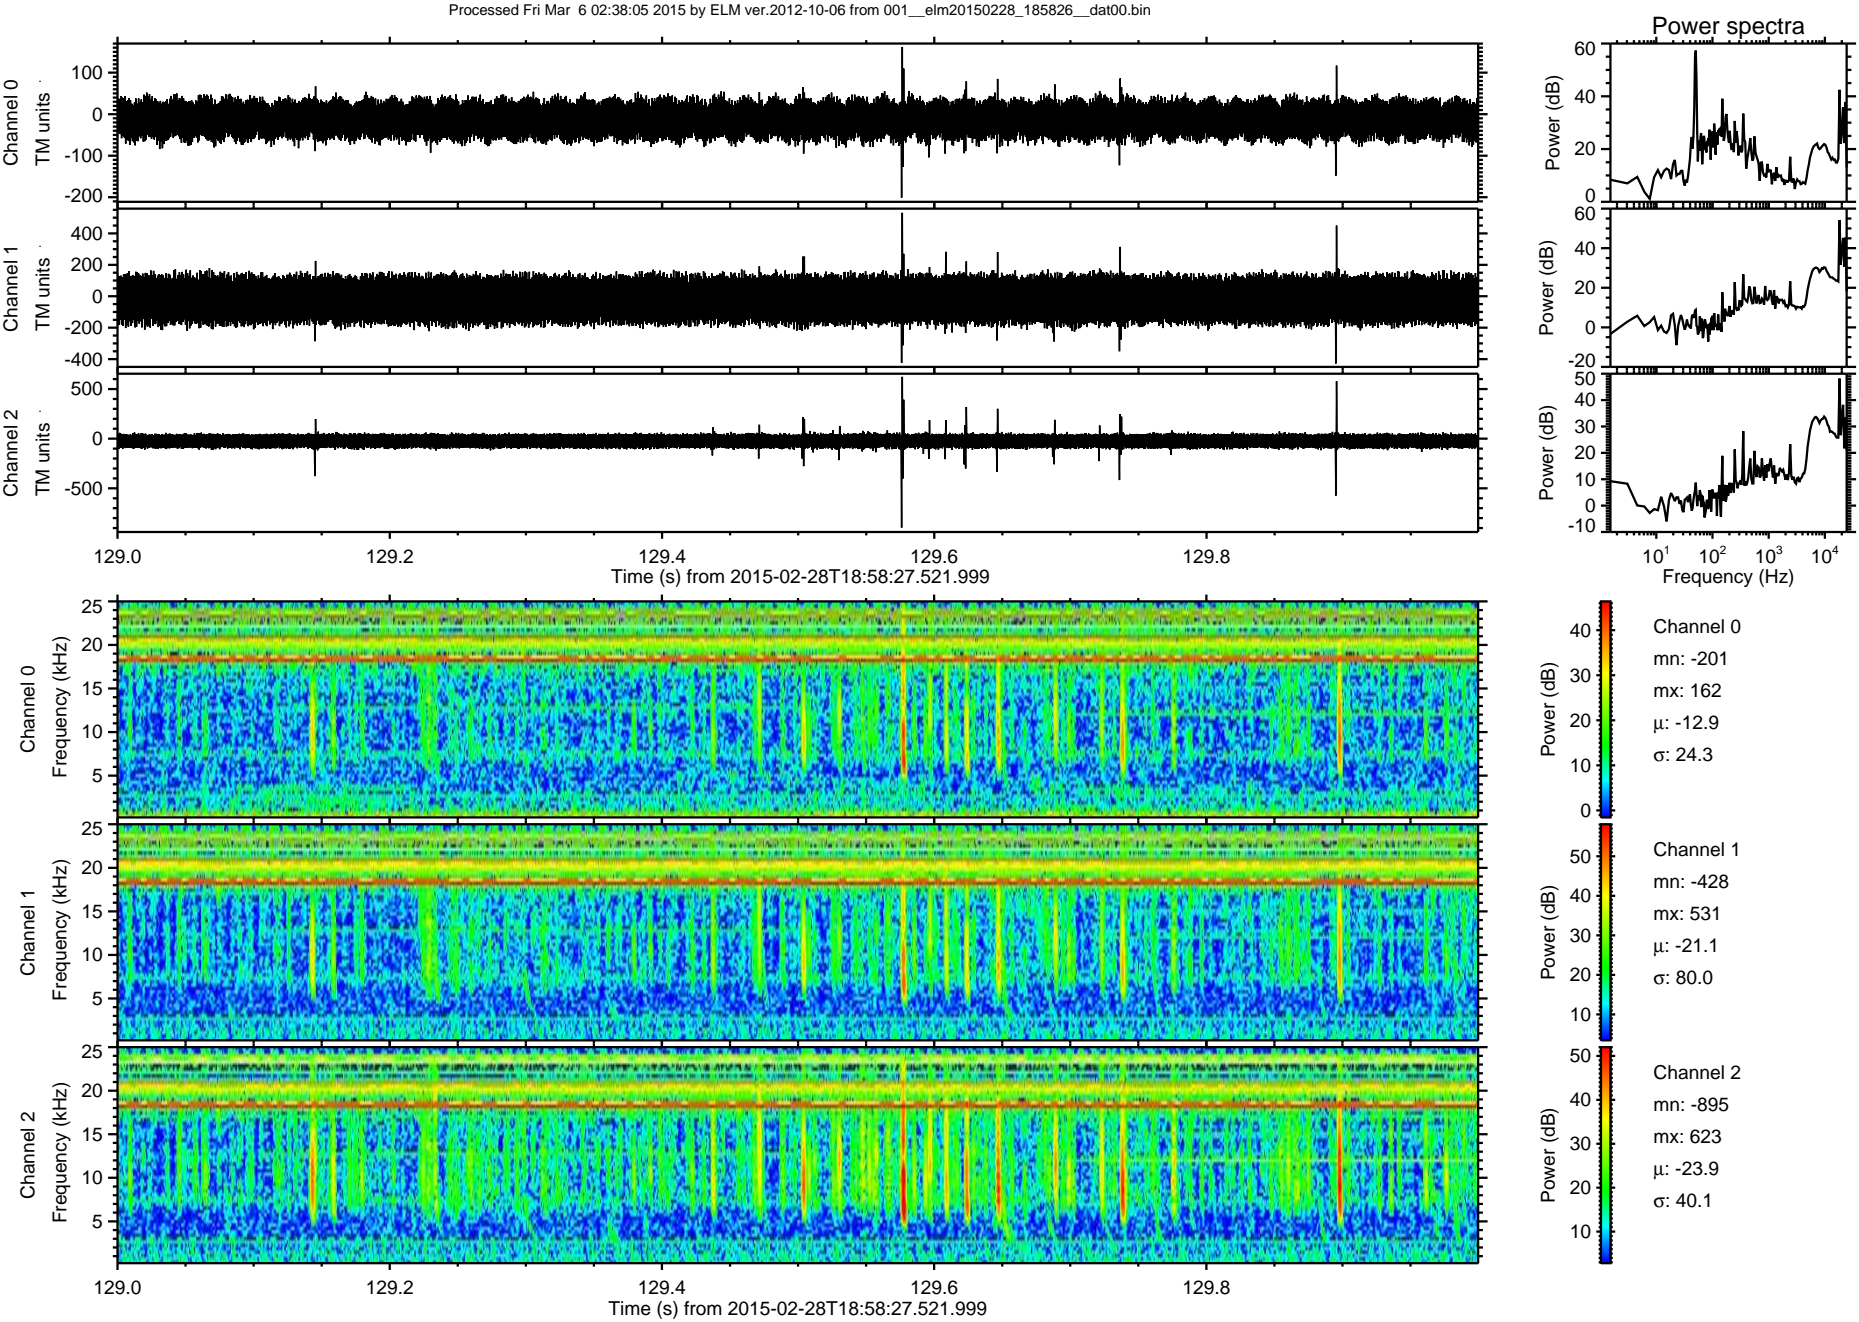 Processed Fri Mar  6 02:38:05 2015 by ELM ver.2012-10-06 from 001__elm20150228_185826__dat00.bin
Power spectra
Channel 0
TM units
100
0
-100
-200
Power (dB)
60
40
20
0
Channel 1
TM units
400
200
0
-200
-400
Power (dB)
60
40
20
0
-20
Channel 2
TM units
500
0
-500
Power (dB)
50
40
30
20
10
0
-10
129.0
129.2
129.4
129.6
129.8
Time (s) from 2015-02-28T18:58:27.521.999
10¹
10²
10³
10⁴
Frequency (Hz)
Channel 0
Frequency (kHz)
25
20
15
10
5
Power (dB)
40
30
20
10
0
Channel 0
mn: -201
mx: 162
μ: -12.9
σ: 24.3
Channel 1
Frequency (kHz)
25
20
15
10
5
Power (dB)
50
40
30
20
10
Channel 1
mn: -428
mx: 531
μ: -21.1
σ: 80.0
Channel 2
Frequency (kHz)
25
20
15
10
5
Power (dB)
50
40
30
20
10
Channel 2
mn: -895
mx: 623
μ: -23.9
σ: 40.1
129.0
129.2
129.4
129.6
129.8
Time (s) from 2015-02-28T18:58:27.521.999